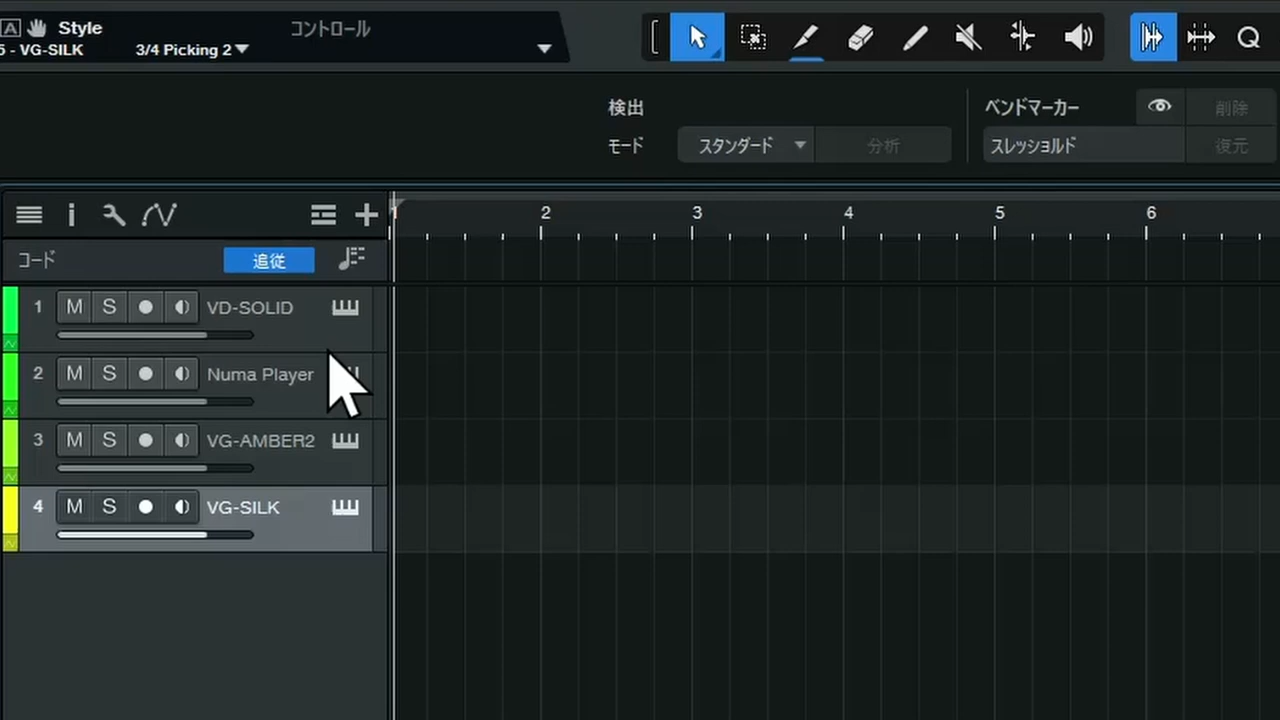 A Style コントロール
5 - VG-SILK 3/4 Picking 2
検出 ベンドマーカー 削除
モード スタンダード 分析 スレッショルド 復元
1 2 3 4 5 6
コード 追従
1 M S VD-SOLID
2 M S Numa Player
3 M S VG-AMBER2
4 M S VG-SILK